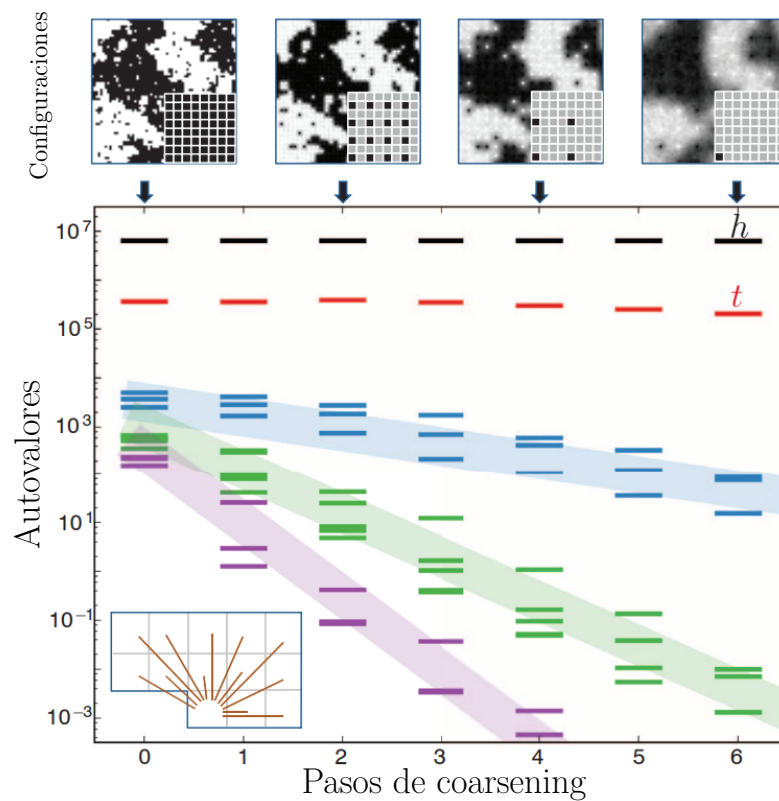 Configuraciones
h
t
Autovalores
10^7
10^5
10^3
10^1
10^−1
10^−3
0 1 2 3 4 5 6
Pasos de coarsening